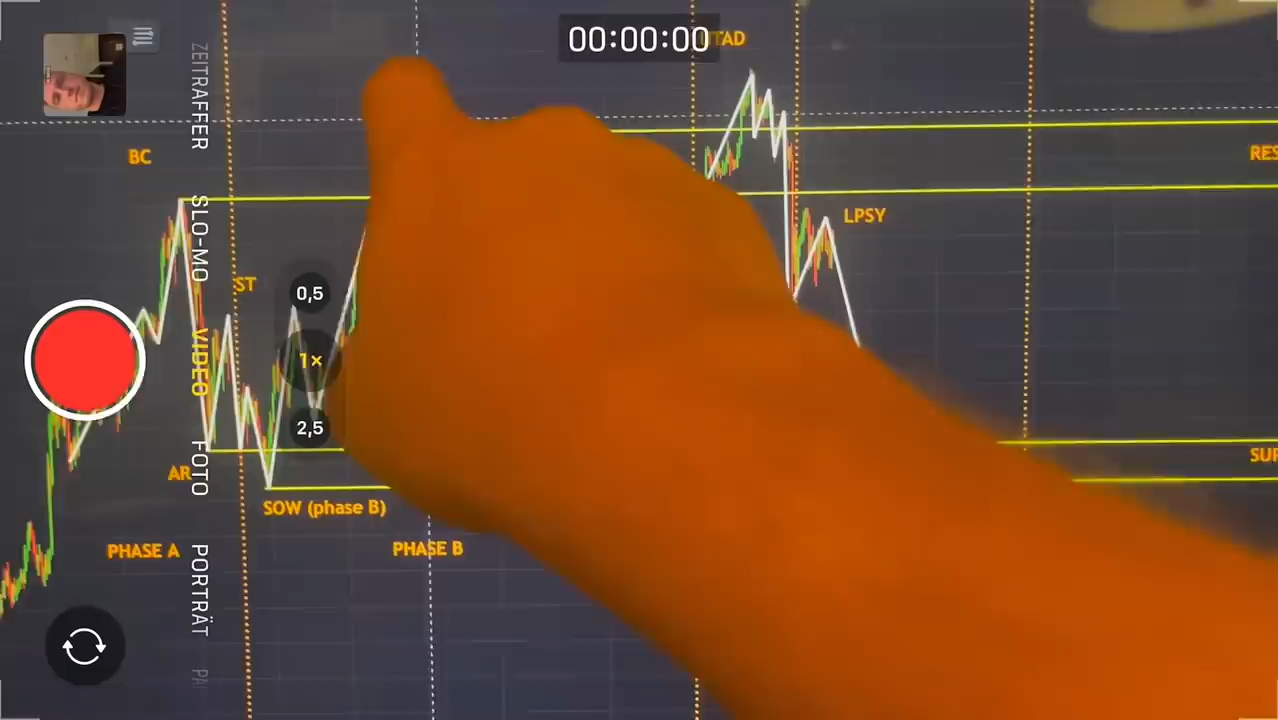 00:00:00
UTAD
ZEITRAFFER
SLO-MO
VIDEO
FOTO
PORTRÄT
BC
RES
LPSY
ST
0,5
1×
2,5
AR
SUP
SOW (phase B)
PHASE A
PHASE B